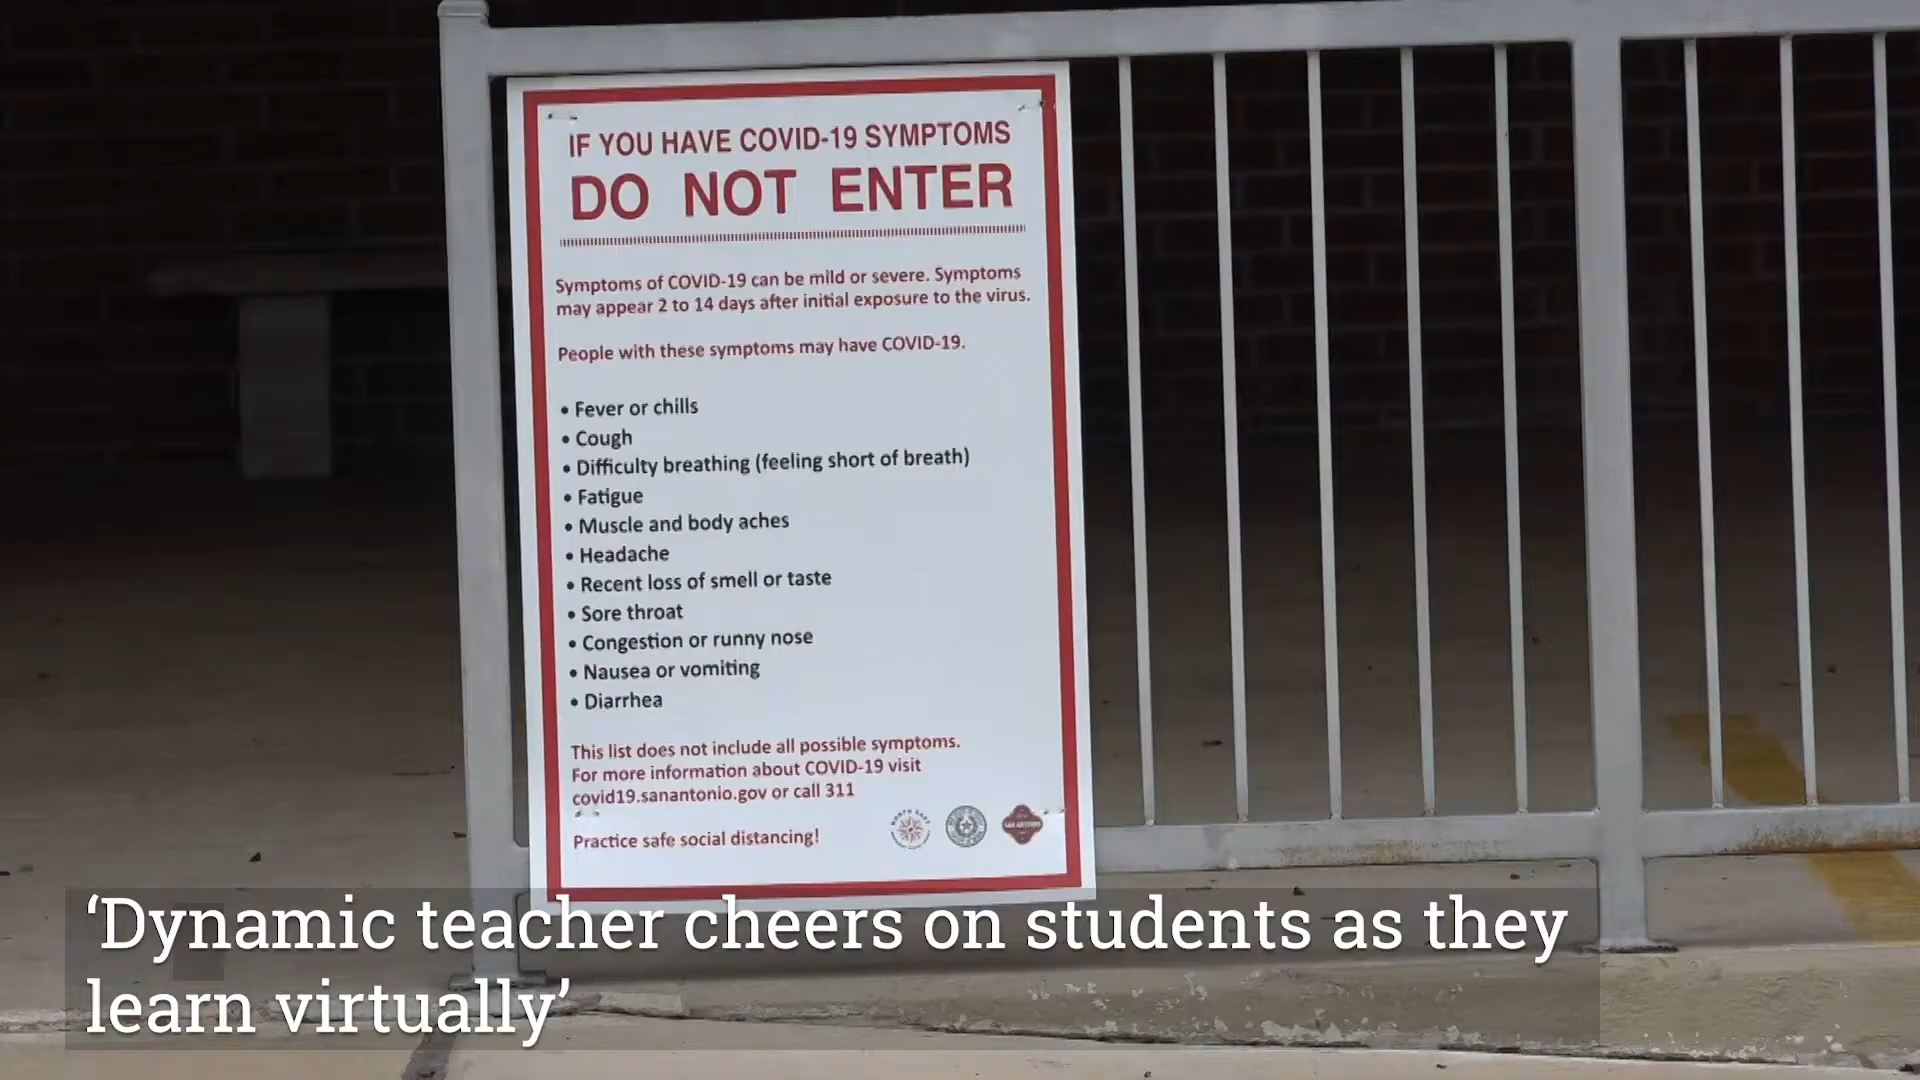 IF YOU HAVE COVID-19 SYMPTOMS
DO NOT ENTER
Symptoms of COVID-19 can be mild or severe. Symptoms
may appear 2 to 14 days after initial exposure to the virus.
People with these symptoms may have COVID-19.
• Fever or chills
• Cough
• Difficulty breathing (feeling short of breath)
• Fatigue
• Muscle and body aches
• Headache
• Recent loss of smell or taste
• Sore throat
• Congestion or runny nose
• Nausea or vomiting
• Diarrhea
This list does not include all possible symptoms.
For more information about COVID-19 visit
covid19.sanantonio.gov or call 311
Practice safe social distancing!
NORTH EAST
SAN ANTONIO
‘Dynamic teacher cheers on students as they
learn virtually’